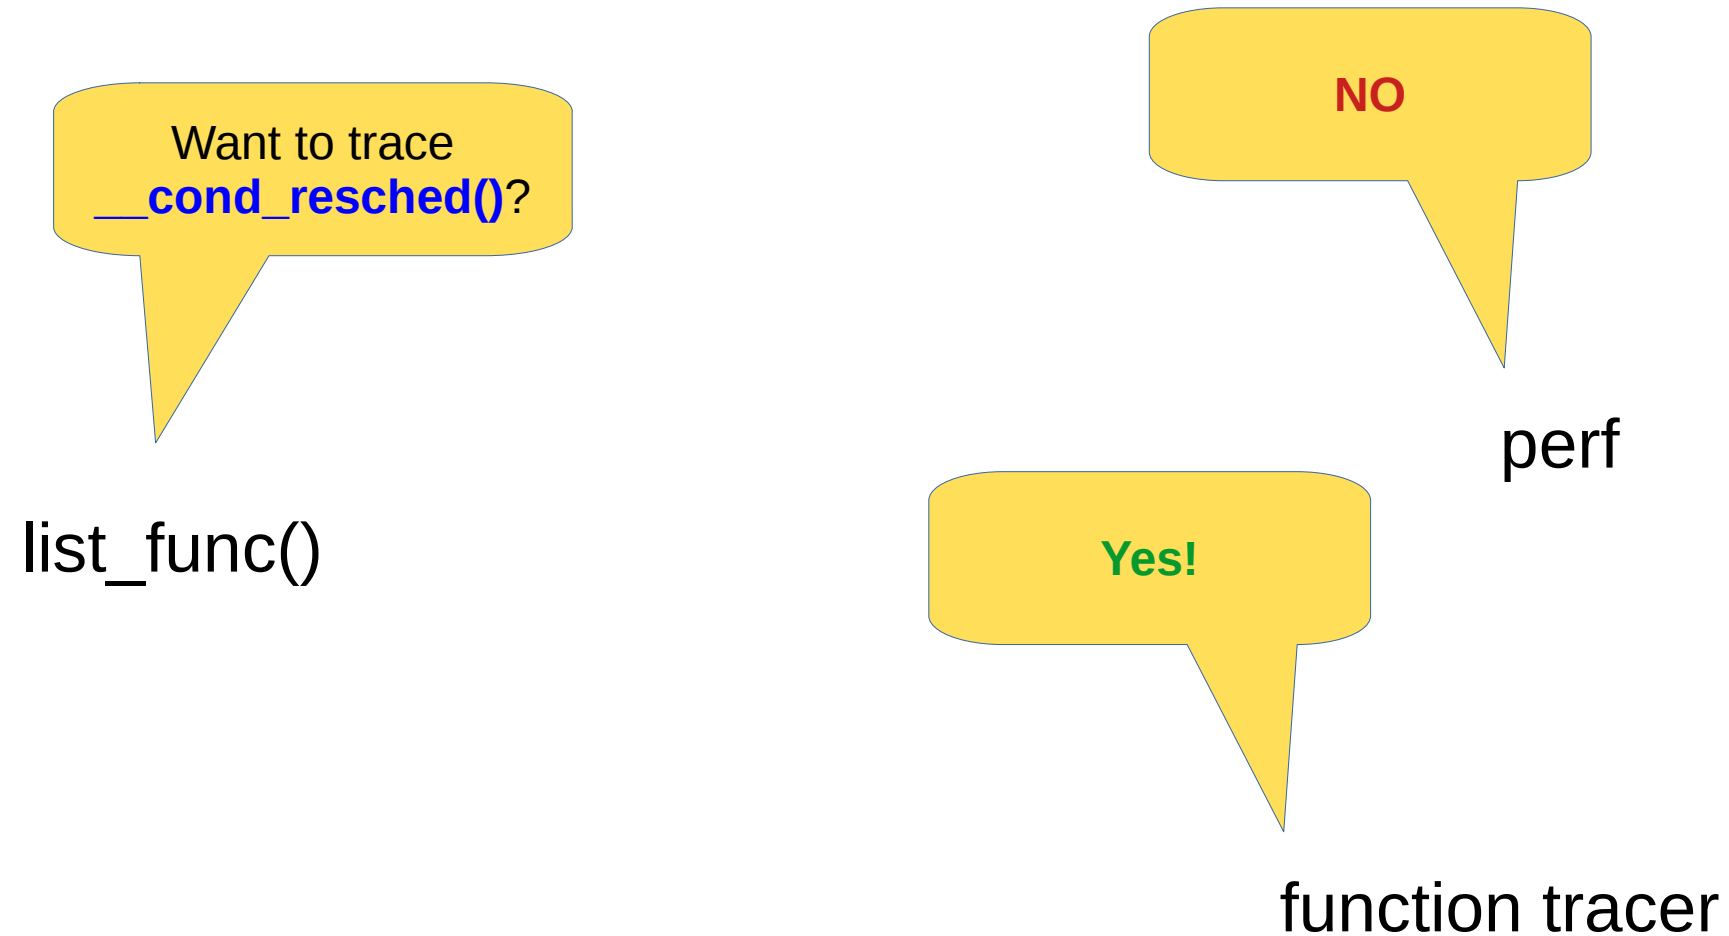 Want to trace
__cond_resched()?
list_func()
NO
perf
Yes!
function tracer